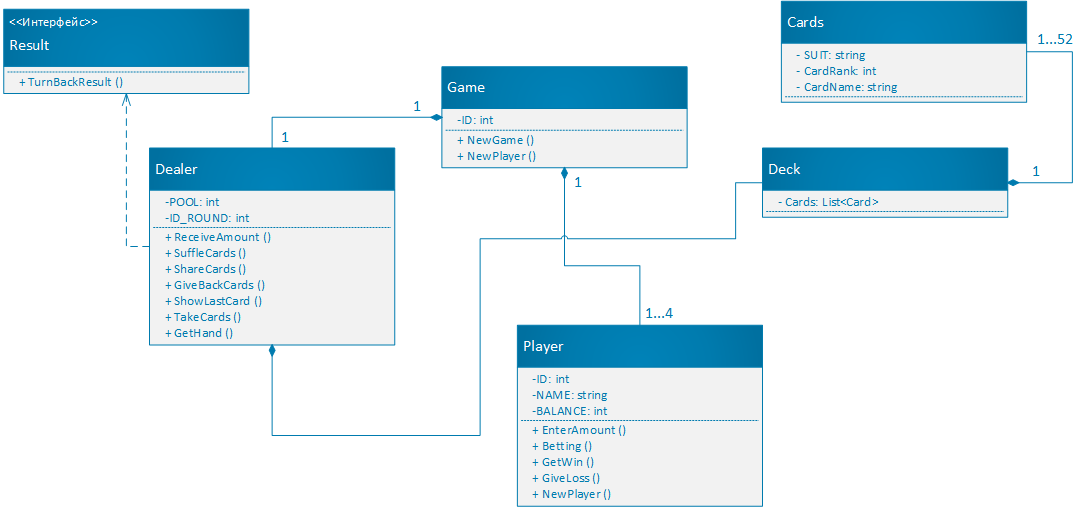 <<Интерфейс>>
Result
+ TurnBackResult ()
Game
-ID: int
+ NewGame ()
+ NewPlayer ()
Cards
- SUIT: string
- CardRank: int
- CardName: string
1...52
1
1
Dealer
-POOL: int
-ID_ROUND: int
+ ReceiveAmount ()
+ SuffleCards ()
+ ShareCards ()
+ GiveBackCards ()
+ ShowLastCard ()
+ TakeCards ()
+ GetHand ()
1
Deck
- Cards: List<Card>
1
1...4
Player
-ID: int
-NAME: string
-BALANCE: int
+ EnterAmount ()
+ Betting ()
+ GetWin ()
+ GiveLoss ()
+ NewPlayer ()